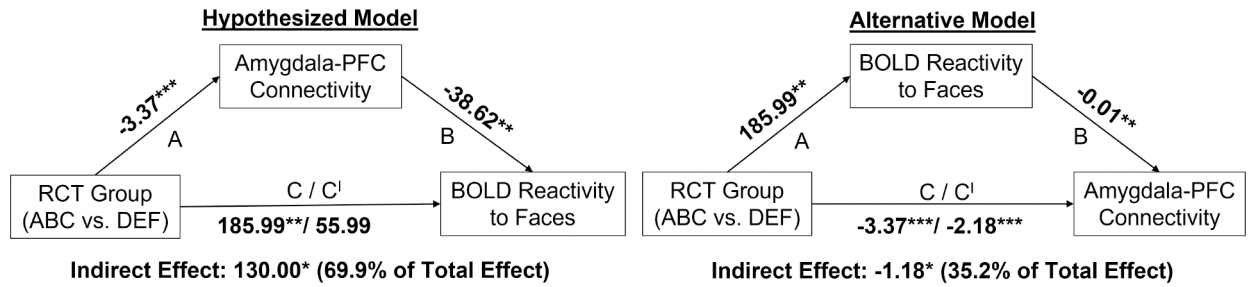 Hypothesized Model
Amygdala-PFC
Connectivity
-3.37***
A
-38.62**
B
RCT Group
(ABC vs. DEF)
C / C^I
185.99**/ 55.99
BOLD Reactivity
to Faces
Indirect Effect: 130.00* (69.9% of Total Effect)
Alternative Model
BOLD Reactivity
to Faces
185.99**
A
-0.01**
B
RCT Group
(ABC vs. DEF)
C / C^I
-3.37***/ -2.18***
Amygdala-PFC
Connectivity
Indirect Effect: -1.18* (35.2% of Total Effect)